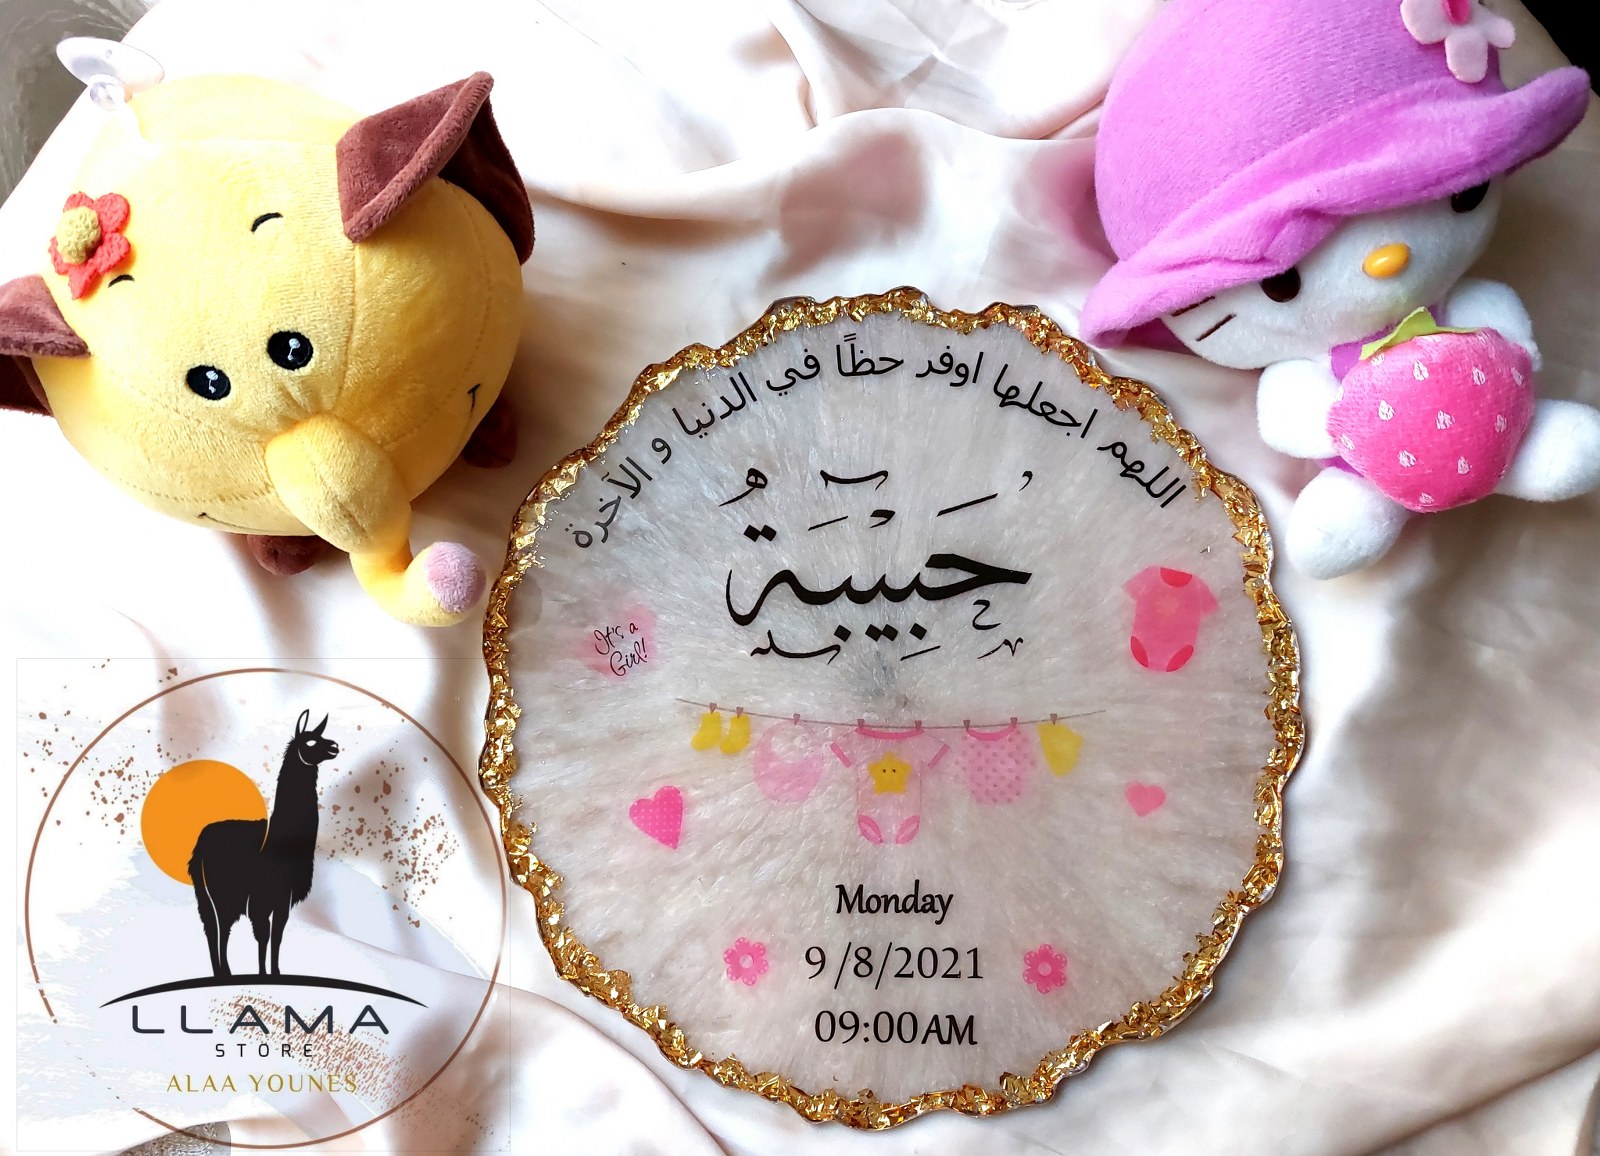 اللهم اجعلها اوفر حظًا في الدنيا و الآخرة
حَبيبَةُ
It's a
Girl!
Monday
9/8/2021
09:00AM
LLAMA
STORE
ALAA YOUNES